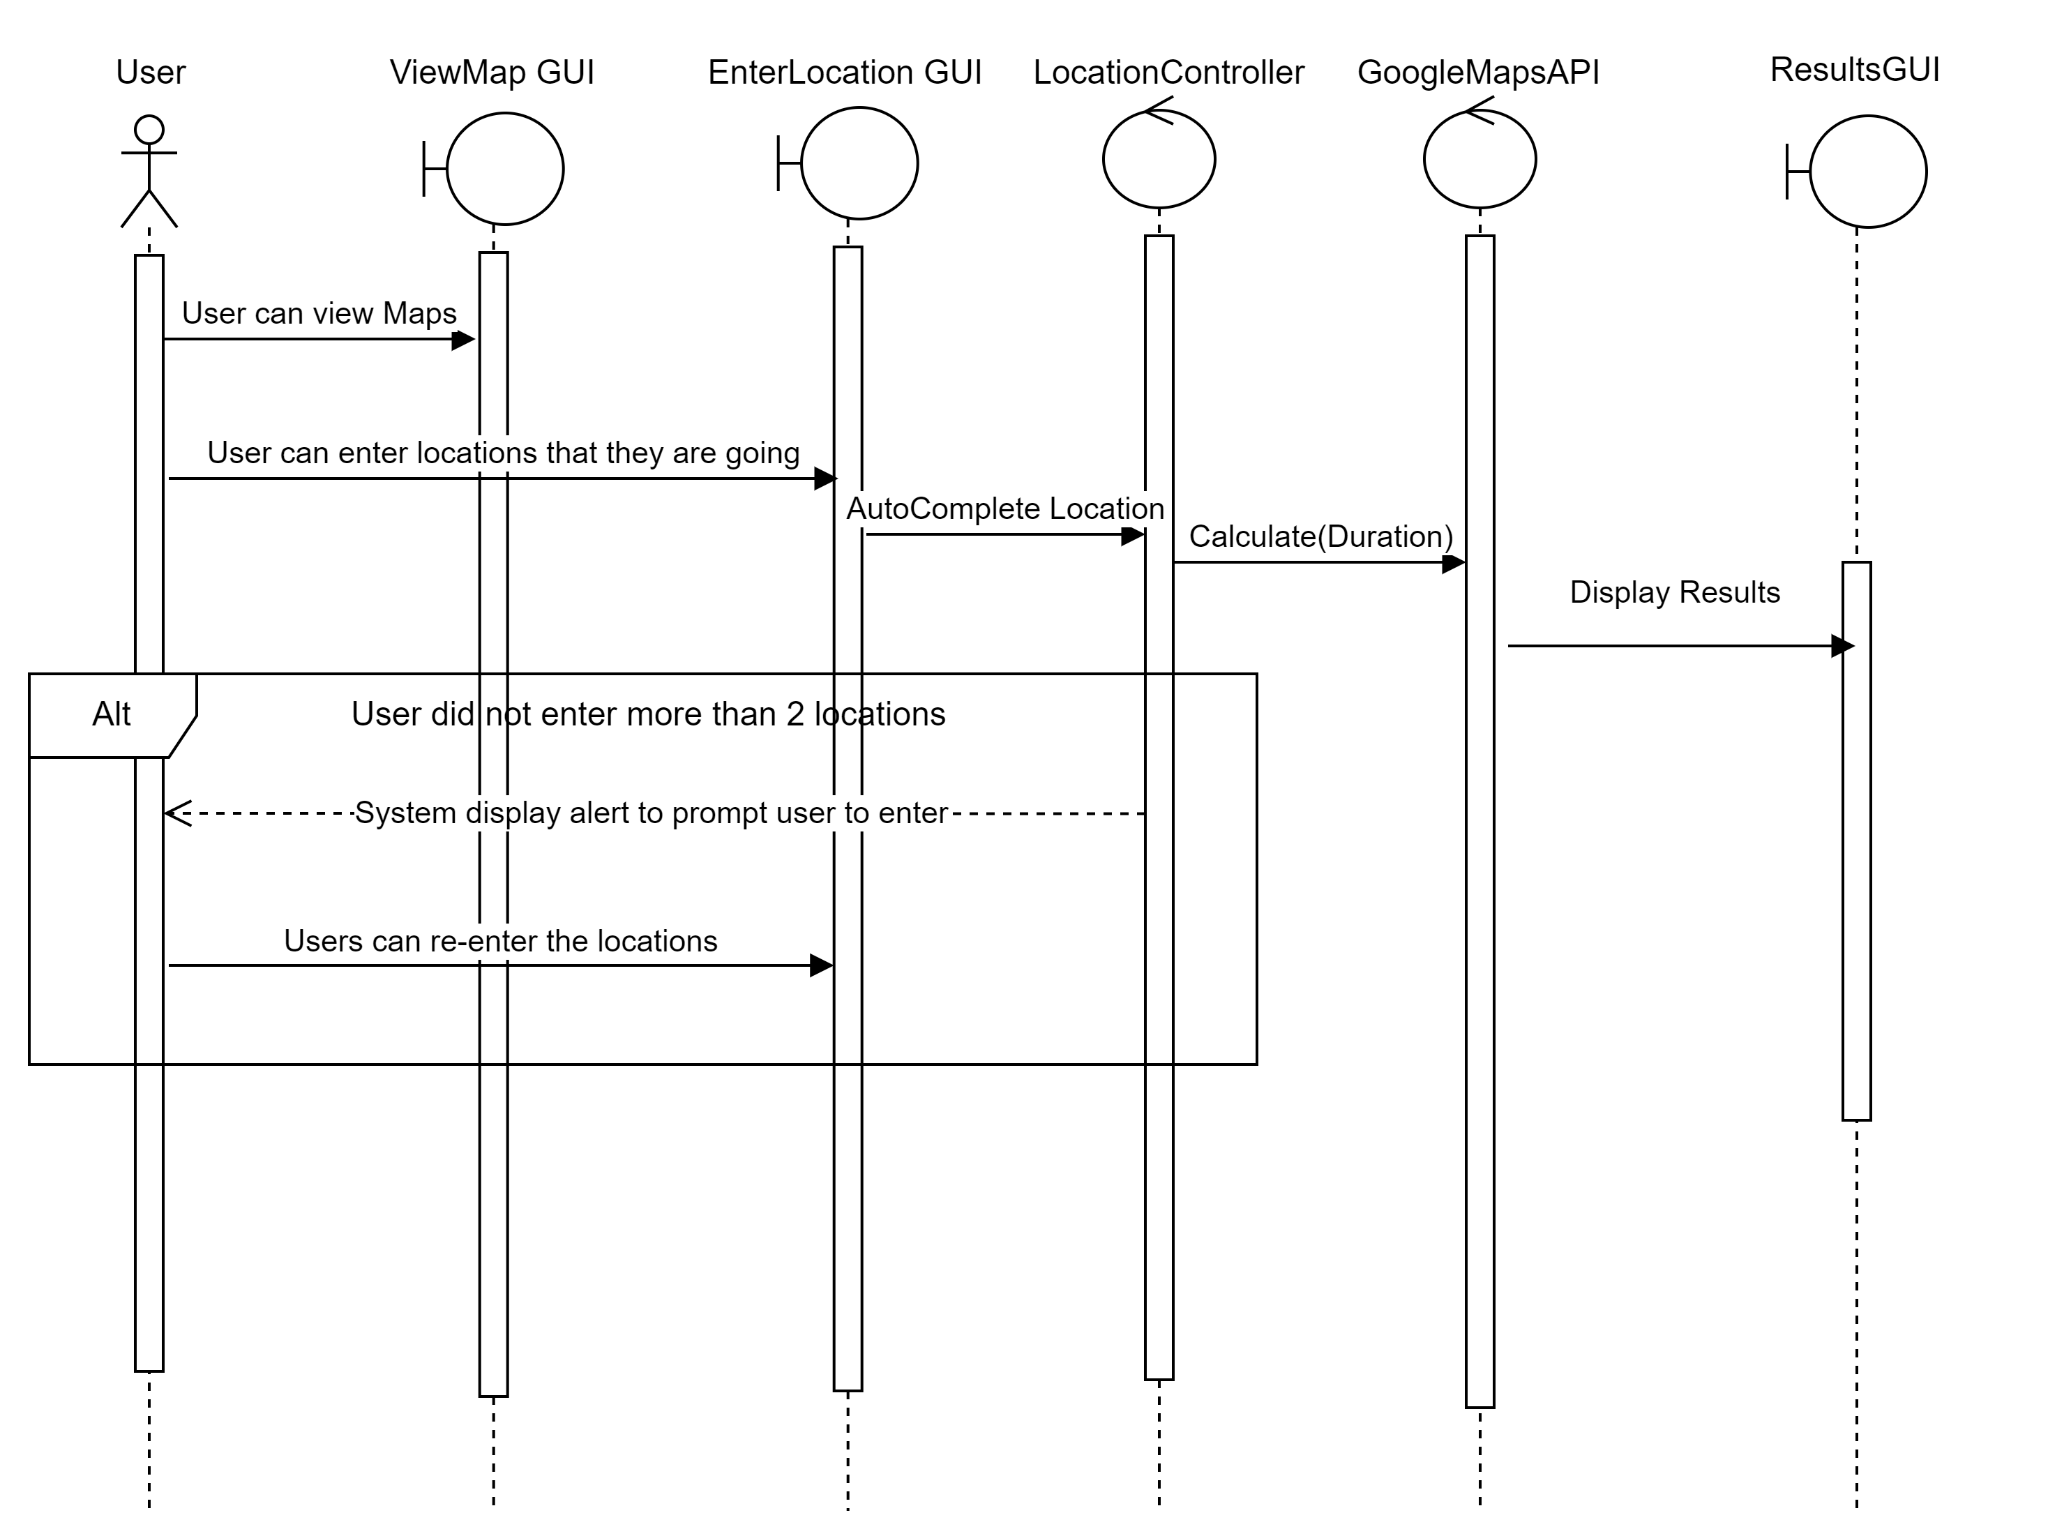 User
ViewMap GUI
EnterLocation GUI
LocationController
GoogleMapsAPI
ResultsGUI
User can view Maps
User can enter locations that they are going
AutoComplete Location
Calculate(Duration)
Display Results
Alt
User did not enter more than 2 locations
System display alert to prompt user to enter
Users can re-enter the locations